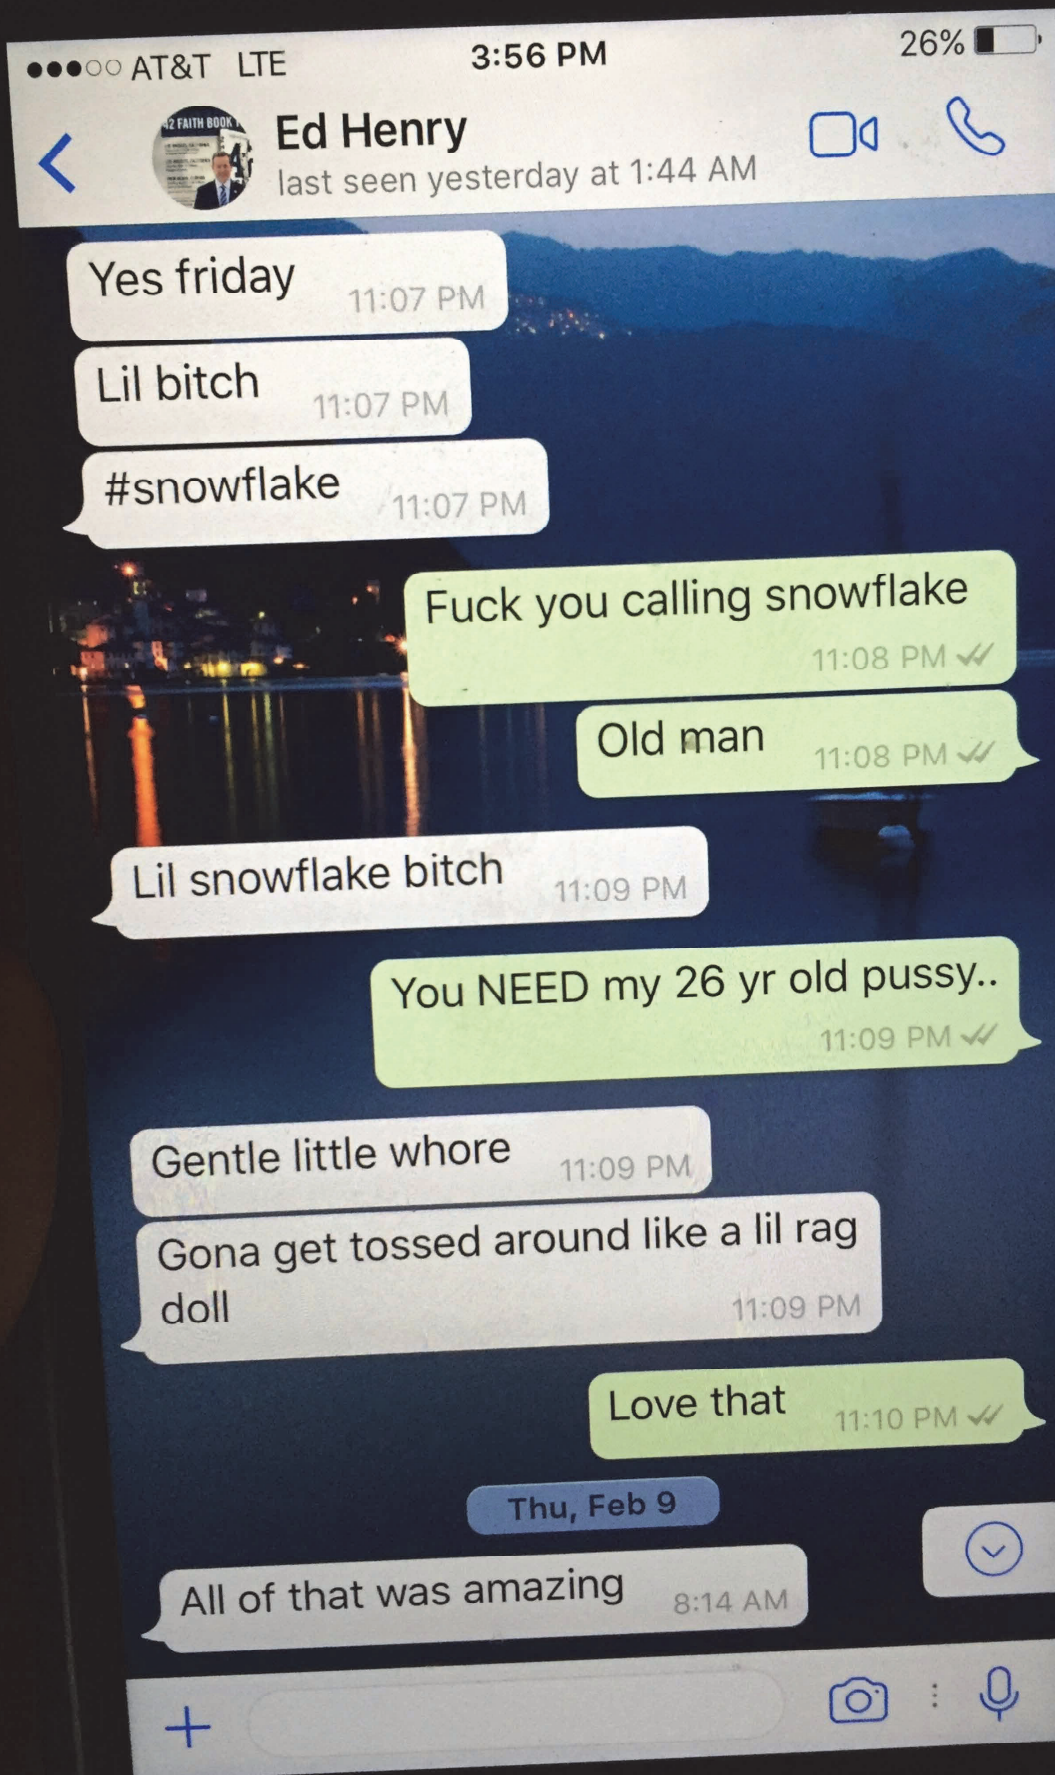 AT&T LTE 3:56 PM 26%
42 FAITH BOOK
Ed Henry
last seen yesterday at 1:44 AM
Yes friday 11:07 PM
Lil bitch 11:07 PM
#snowflake 11:07 PM
Fuck you calling snowflake
11:08 PM
Old man 11:08 PM
Lil snowflake bitch 11:09 PM
You NEED my 26 yr old pussy..
11:09 PM
Gentle little whore 11:09 PM
Gona get tossed around like a lil rag
doll 11:09 PM
Love that 11:10 PM
Thu, Feb 9
All of that was amazing 8:14 AM